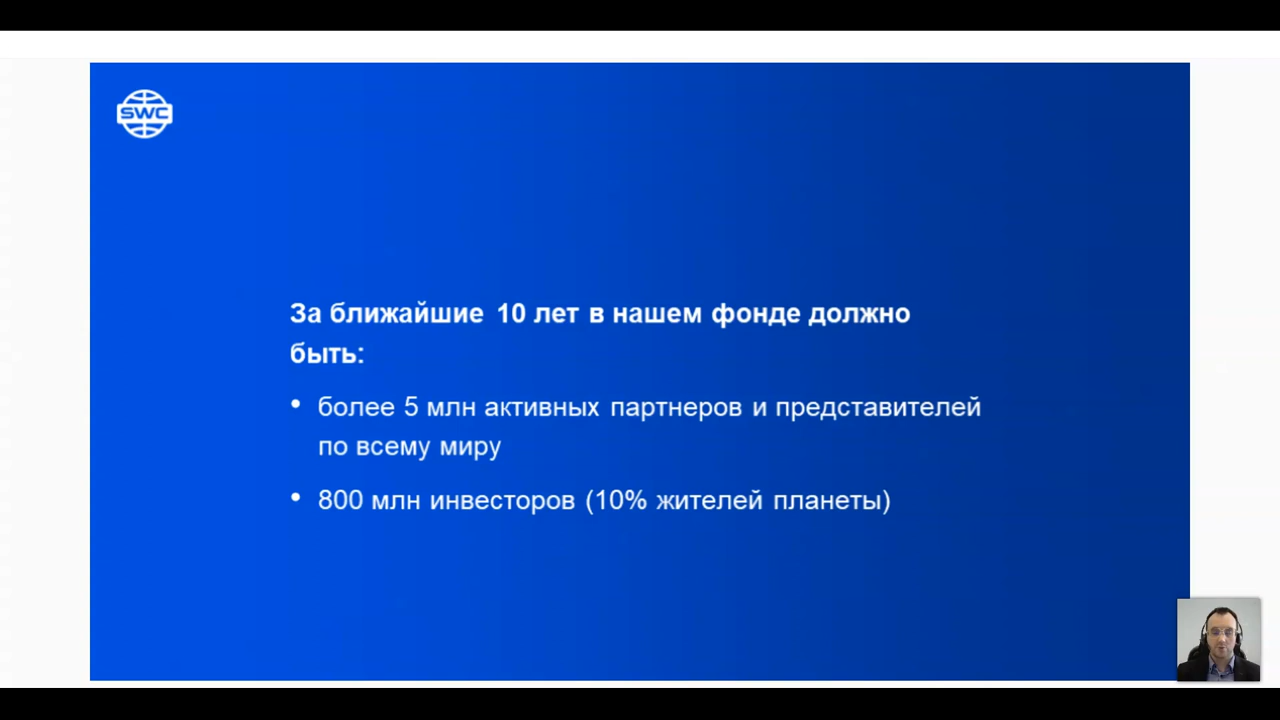 SWC
За ближайшие 10 лет в нашем фонде должно
быть:
• более 5 млн активных партнеров и представителей
по всему миру
• 800 млн инвесторов (10% жителей планеты)